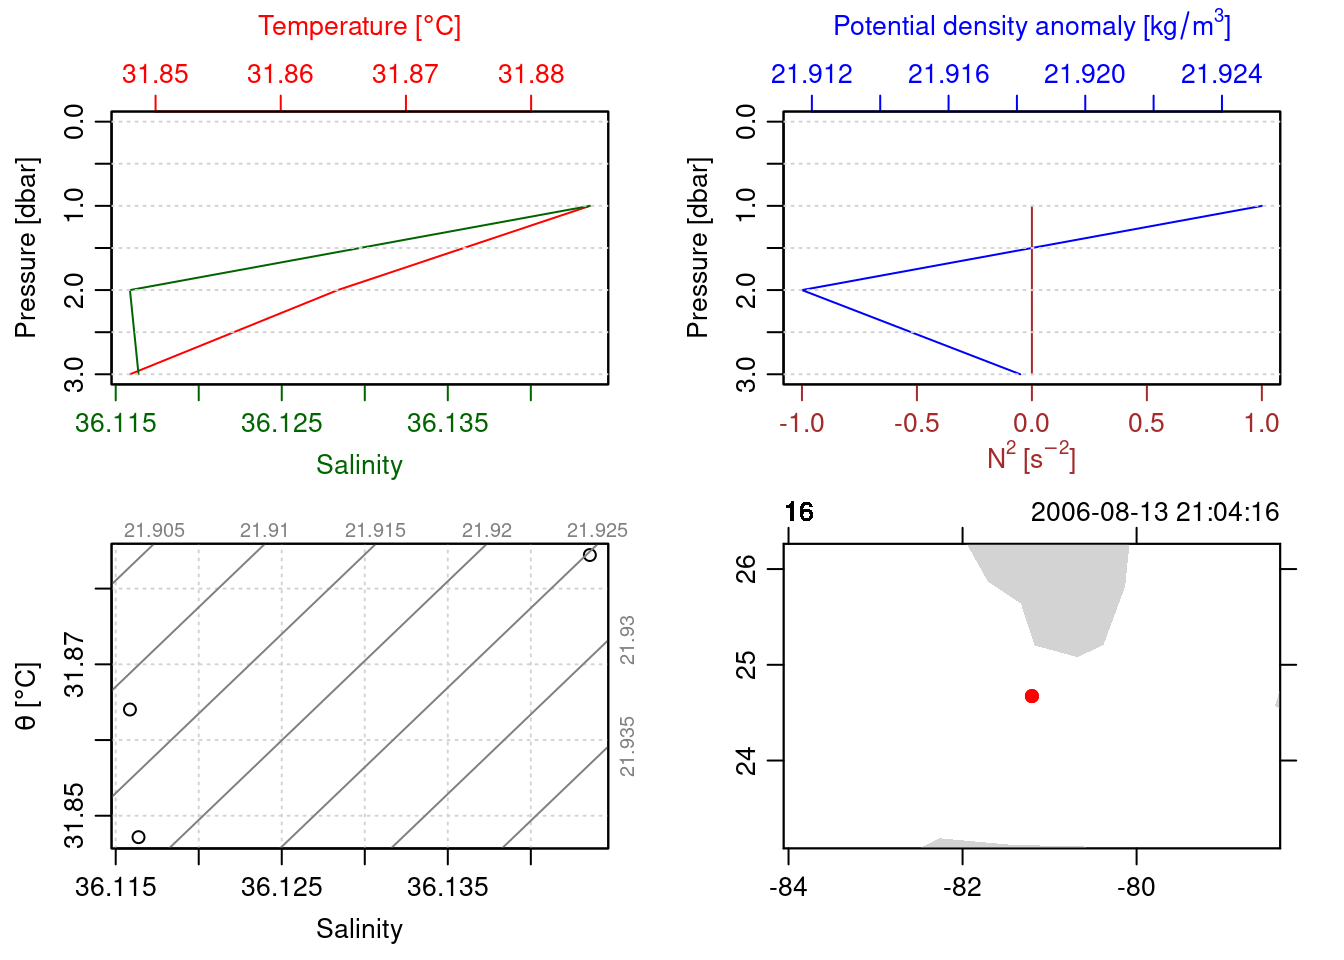 Temperature [°C]
31.85 31.86 31.87 31.88
Pressure [dbar]
0.0 1.0 2.0 3.0
36.115 36.125 36.135
Salinity
Potential density anomaly [kg/m³]
21.912 21.916 21.920 21.924
Pressure [dbar]
0.0 1.0 2.0 3.0
-1.0 -0.5 0.0 0.5 1.0
N² [s⁻²]
21.905 21.91 21.915 21.92 21.925
21.93
21.935
θ [°C]
31.87
31.85
36.115 36.125 36.135
Salinity
16 2006-08-13 21:04:16
26
25
24
-84 -82 -80